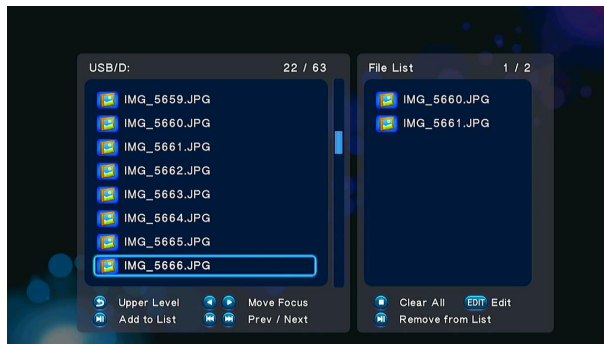 USB/D: 22 / 63
IMG_5659.JPG
IMG_5660.JPG
IMG_5661.JPG
IMG_5662.JPG
IMG_5663.JPG
IMG_5664.JPG
IMG_5665.JPG
IMG_5666.JPG
Upper Level Move Focus
Add to List Prev / Next
File List 1 / 2
IMG_5660.JPG
IMG_5661.JPG
Clear All EDIT Edit
Remove from List